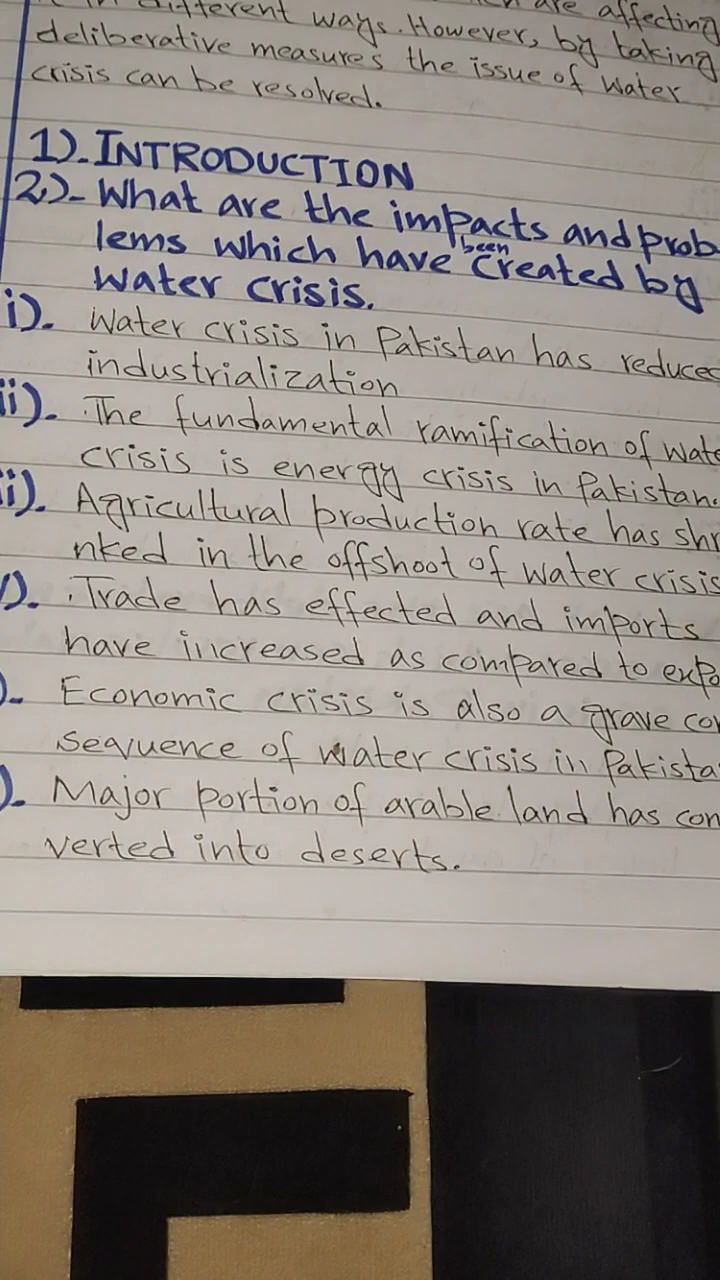 different ways. However, by taking
deliberative measures the issue of water
crisis can be resolved.
1). INTRODUCTION
2)- What are the impacts and prob
lems which have been created by
water crisis.
i). Water crisis in Pakistan has reduced
industrialization
ii). The fundamental ramification of wate
crisis is energy crisis in Pakistan.
i). Agricultural production rate has shr
nked in the offshoot of water crisis
). Trade has effected and imports
have increased as compared to expo
). Economic crisis is also a grave con
sequence of water crisis in Pakista
). Major portion of arable land has con
verted into deserts.